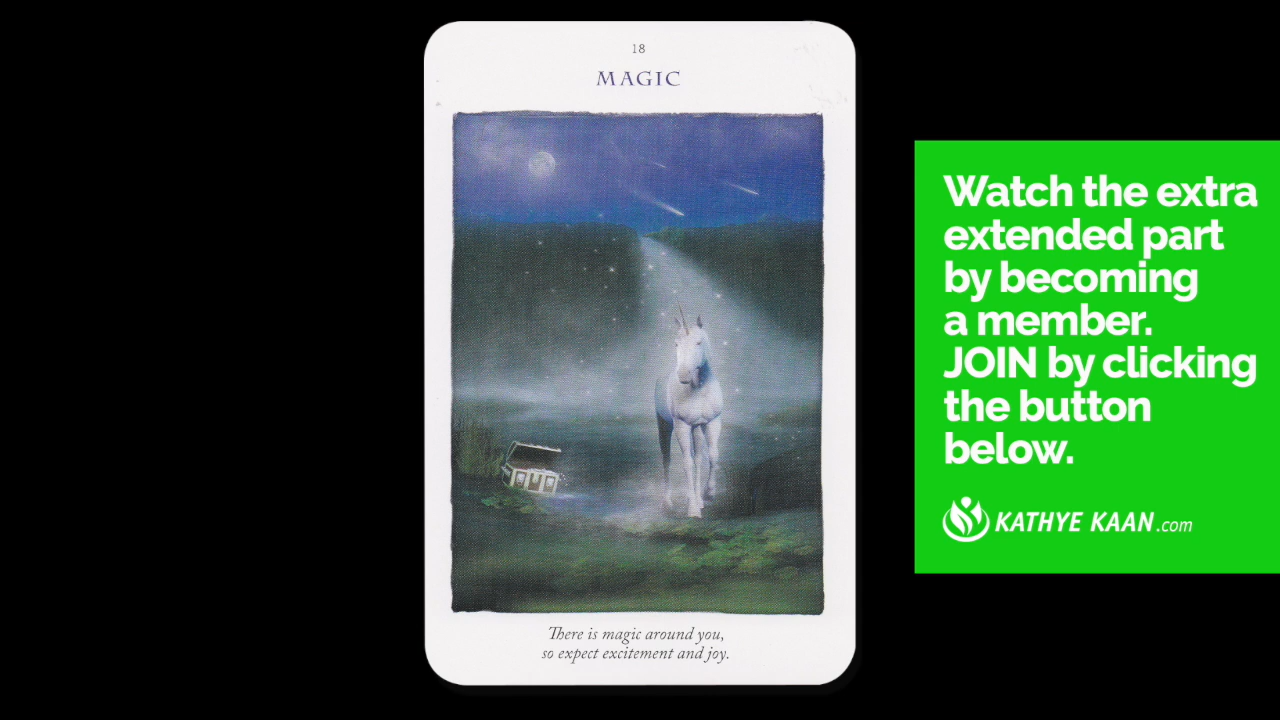 18
MAGIC
There is magic around you,
so expect excitement and joy.
Watch the extra
extended part
by becoming
a member.
JOIN by clicking
the button
below.
KATHYE KAAN.com